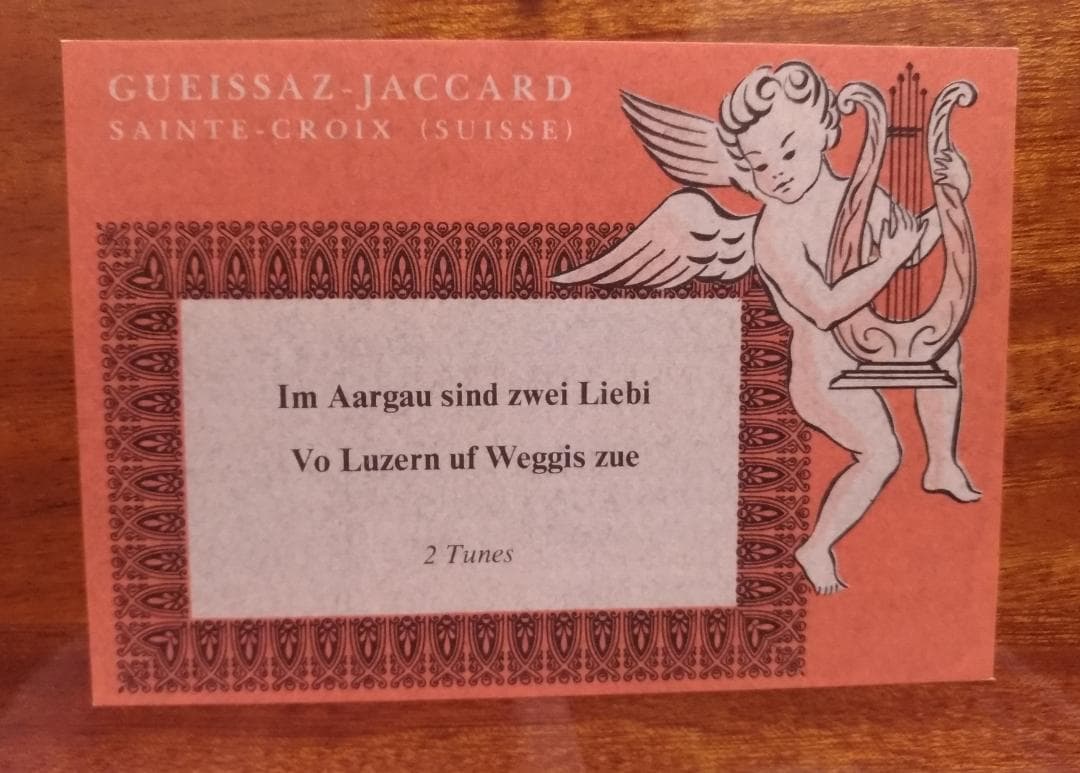 GUEISSAZ-JACCARD
SAINTE-CROIX (SUISSE)
Im Aargau sind zwei Liebi
Vo Luzern uf Weggis zue
2 Tunes